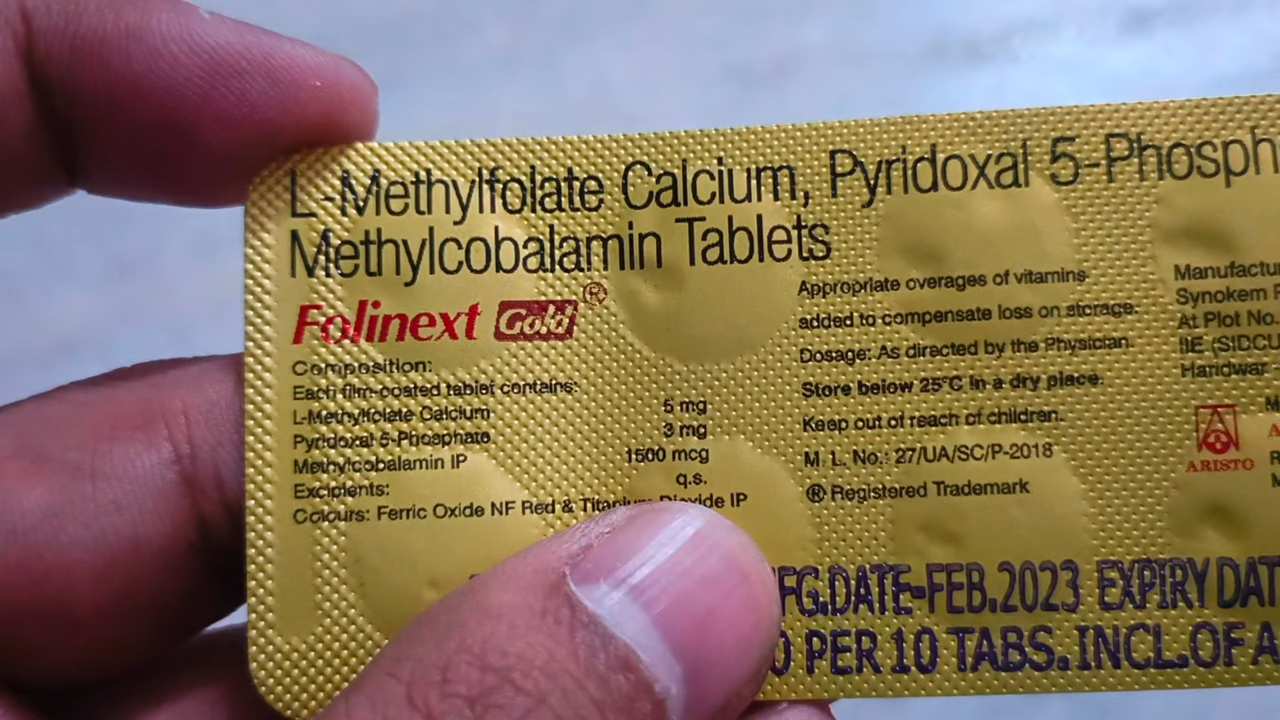 L-Methylfolate Calcium, Pyridoxal 5-Phosph
Methylcobalamin Tablets
Folinext Gold ®
Composition:
Each film-coated tablet contains:
L-Methylfolate Calcium 5 mg
Pyridoxal 5-Phosphate 3 mg
Methylcobalamin IP 1500 mcg
Excipients: q.s.
Colours: Ferric Oxide NF Red & Titanium Dioxide IP
Appropriate overages of vitamins
added to compensate loss on storage.
Dosage: As directed by the Physician.
Store below 25°C in a dry place.
Keep out of reach of children.
M. L. No.: 27/UA/SC/P-2018
® Registered Trademark
Manufactu
Synokem
At Plot No.
IIE (SIDCU
Haridwar
ARISTO
FG.DATE-FEB.2023 EXPIRY DAT
0 PER 10 TABS.INCL.OF A